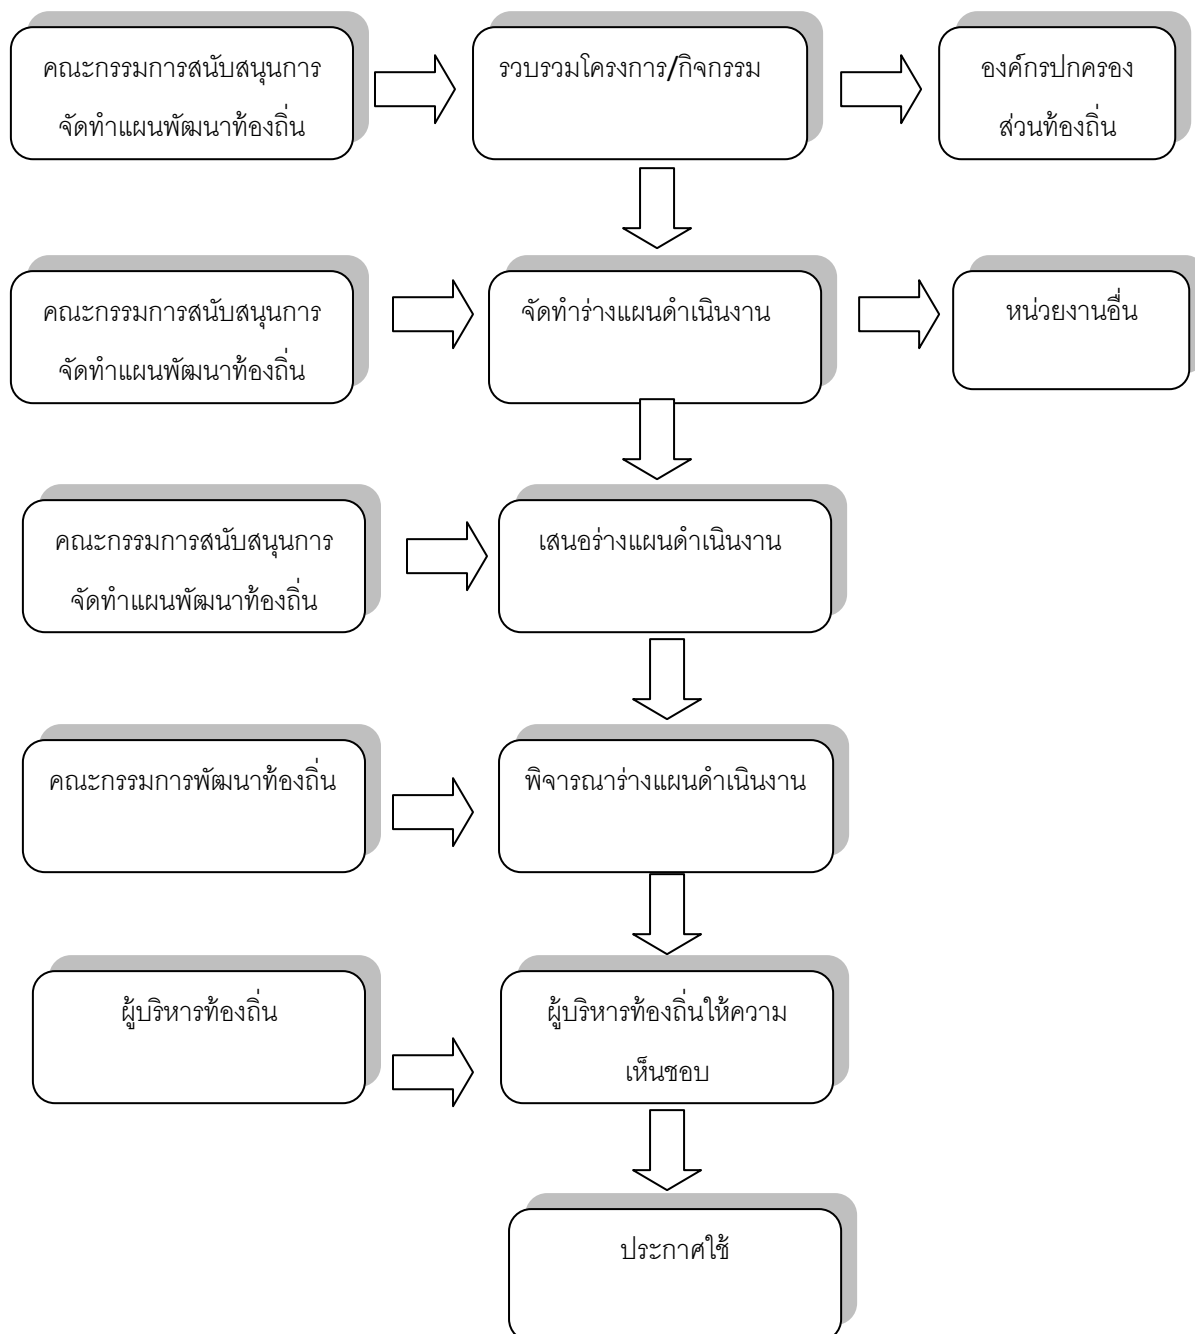 คณะกรรมการสนับสนุนการ
จัดทำแผนพัฒนาท้องถิ่น
รวบรวมโครงการ/กิจกรรม
องค์กรปกครอง
ส่วนท้องถิ่น
คณะกรรมการสนับสนุนการ
จัดทำแผนพัฒนาท้องถิ่น
จัดทำร่างแผนดำเนินงาน
หน่วยงานอื่น
คณะกรรมการสนับสนุนการ
จัดทำแผนพัฒนาท้องถิ่น
เสนอร่างแผนดำเนินงาน
คณะกรรมการพัฒนาท้องถิ่น
พิจารณาร่างแผนดำเนินงาน
ผู้บริหารท้องถิ่น
ผู้บริหารท้องถิ่นให้ความ
เห็นชอบ
ประกาศใช้